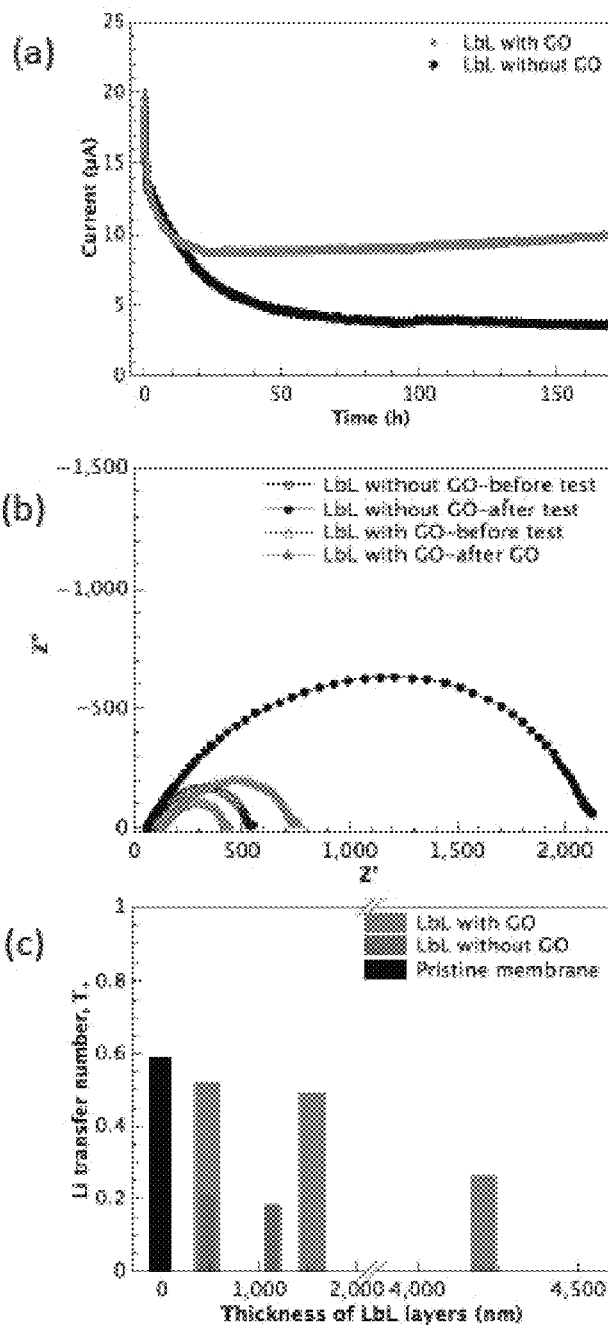 (a)
25
20
15
10
5
0
Current (µA)
LbL with GO
LbL without GO
0 50 100 150
Time (h)
(b)
-1,500
-1,000
-500
0
Z"
LbL without GO-before test
LbL without GO-after test
LbL with GO-before test
LbL with GO-after GO
0 500 1,000 1,500 2,000
Z'
(c)
1
0.8
0.6
0.4
0.2
0
Li transfer number, T+
LbL with GO
LbL without GO
Pristine membrane
0 1,000 2,000 4,000 4,500
Thickness of LbL layers (nm)